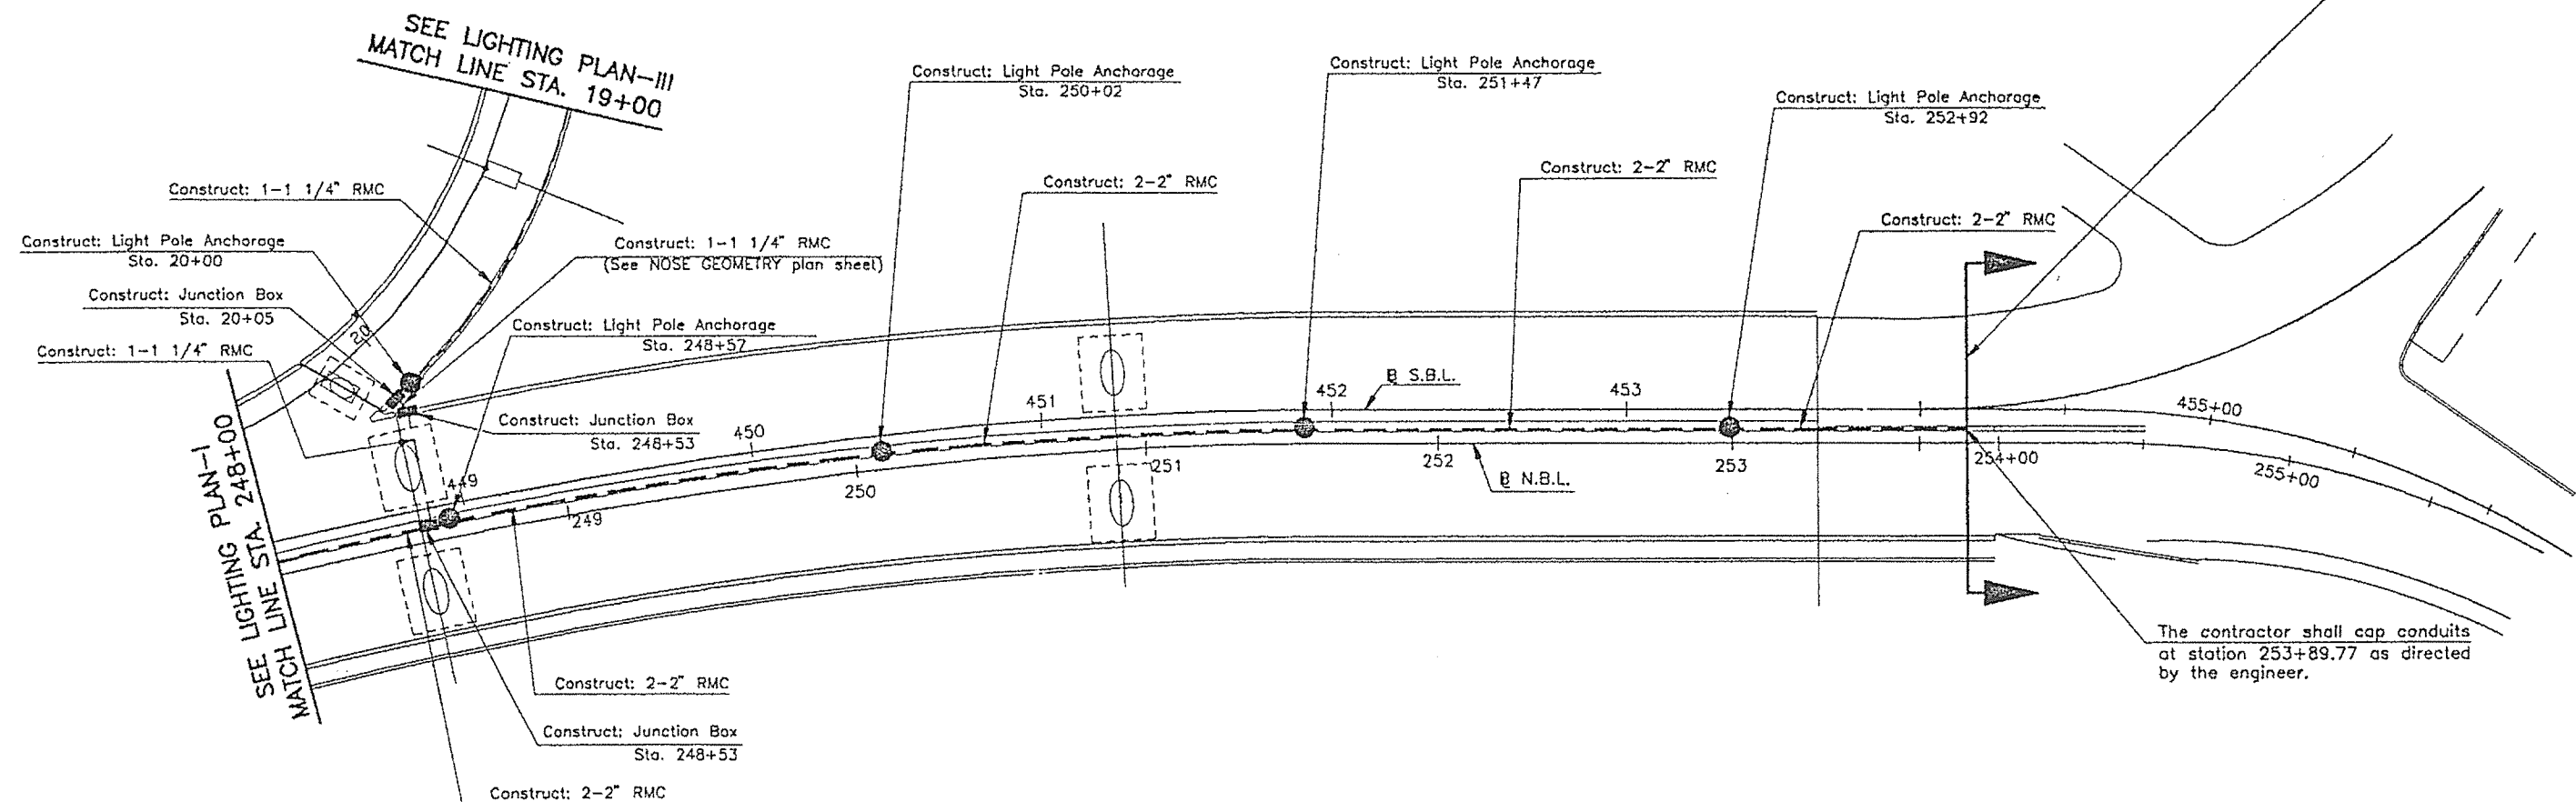 SEE LIGHTING PLAN-III
MATCH LINE STA. 19+00
Construct: Light Pole Anchorage
Sta. 250+02
Construct: Light Pole Anchorage
Sta. 251+47
Construct: Light Pole Anchorage
Sta. 252+92
Construct: 1-1 1/4" RMC
Construct: 2-2" RMC
Construct: 2-2" RMC
Construct: 2-2" RMC
Construct: Light Pole Anchorage
Sta. 20+00
Construct: 1-1 1/4" RMC
(See NOSE GEOMETRY plan sheet)
Construct: Junction Box
Sta. 20+05
20
Construct: Light Pole Anchorage
Sta. 248+57
Construct: 1-1 1/4" RMC
Construct: Junction Box
Sta. 248+53
449
450
451
452
453
455+00
B S.B.L.
249
250
251
252
253
254+00
255+00
B N.B.L.
SEE LIGHTING PLAN-I
MATCH LINE STA. 248+00
The contractor shall cap conduits
at station 253+89.77 as directed
by the engineer.
Construct: 2-2" RMC
Construct: Junction Box
Sta. 248+53
Construct: 2-2" RMC